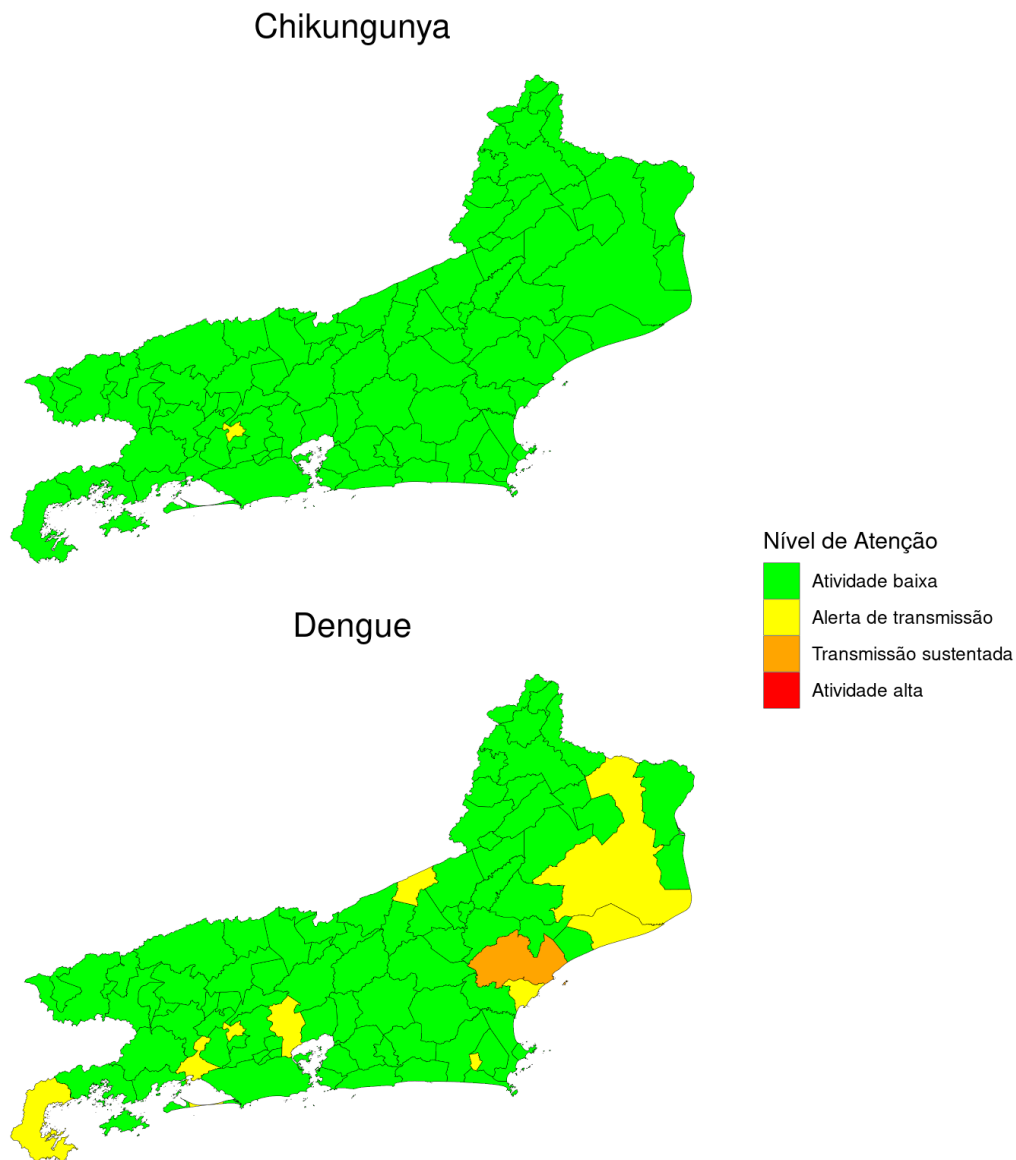 Chikungunya
Nível de Atenção
Atividade baixa
Alerta de transmissão
Transmissão sustentada
Atividade alta
Dengue